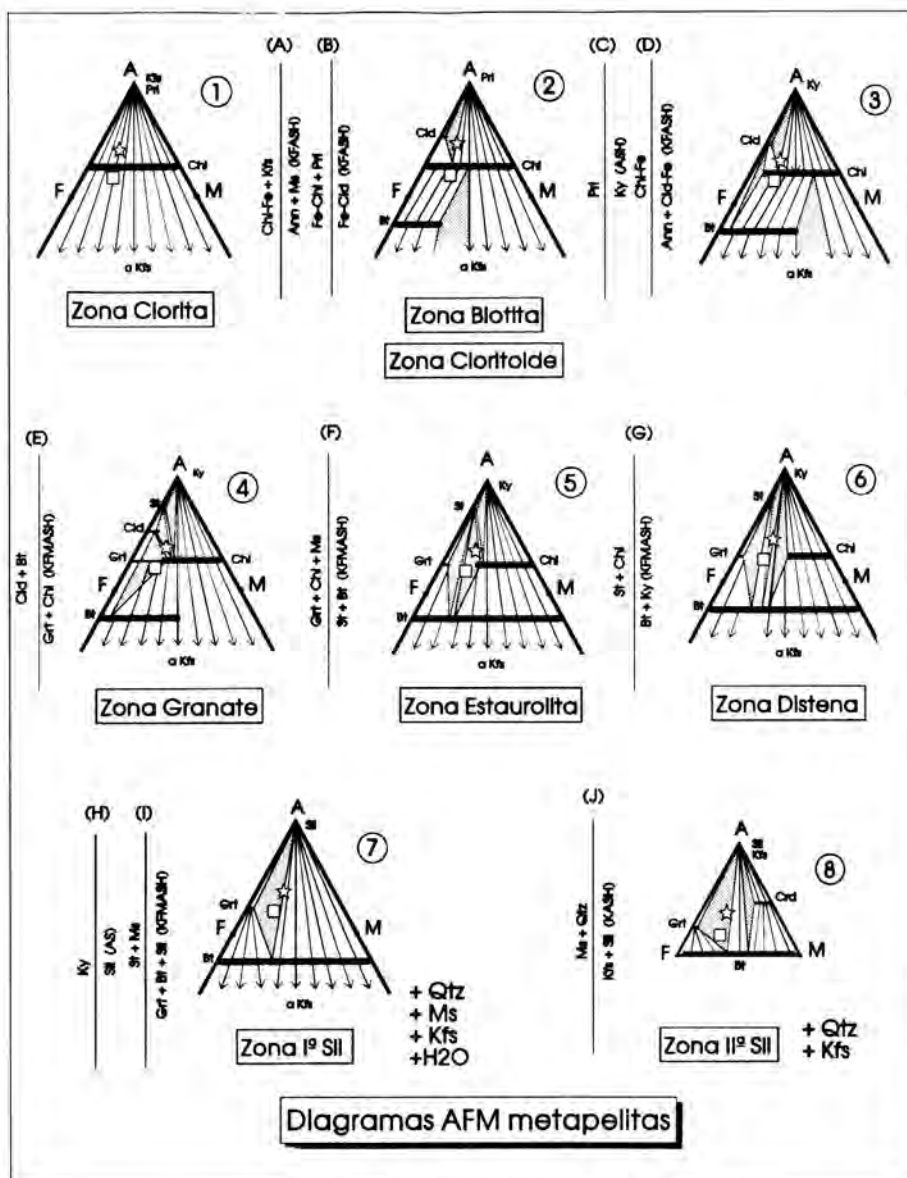 A
Kfs
Prl
1
F
M
Chl
a Kfs
Zona Clorita
(A)
Chl-Fe + Kfs
Ann + Ms (KFASH)
(B)
Fe-Chl + Prl
Fe-Cld (KFASH)
A
Prl
2
Cld
Chl
F
M
Bt
a Kfs
Zona Biotita
Zona Cloritoide
(C)
Prl
Ky (ASH)
(D)
Chl-Fe
Ann + Cld-Fe (KFASH)
A
Ky
3
Cld
Chl
F
M
Bt
a Kfs
(E)
Cld + Bt
Grt + Chl (KFMASH)
A
Ky
4
St
Cld
Grt
Chl
F
M
Bt
a Kfs
Zona Granate
(F)
Grt + Chl + Ms
St + Bt (KFMASH)
A
Ky
5
St
Grt
Chl
F
M
Bt
a Kfs
Zona Estaurolita
(G)
St + Chl
Bt + Ky (KFMASH)
A
Ky
6
St
Grt
Chl
F
M
Bt
a Kfs
Zona Distena
(H)
Ky
Sil (AS)
(I)
St + Ms
Grt + Bt + Sil (KFMASH)
A
Sil
7
Grt
F
M
Bt
a Kfs
Zona Iº Sil
+ Qtz
+ Ms
+ Kfs
+H2O
(J)
Ms + Qtz
Kfs + Sil (KASH)
A
Sil
Kfs
8
Crd
Grt
F
M
Bt
Zona IIº Sil
+ Qtz
+ Kfs
Diagramas AFM metapelitas